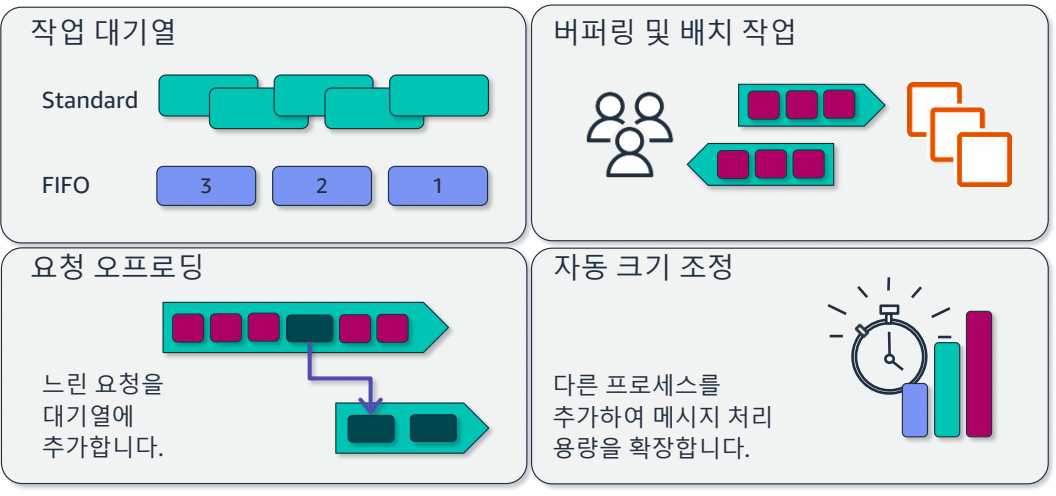 작업 대기열
Standard
FIFO
3 2 1
버퍼링 및 배치 작업
요청 오프로딩
느린 요청을
대기열에
추가합니다.
자동 크기 조정
다른 프로세스를
추가하여 메시지 처리
용량을 확장합니다.